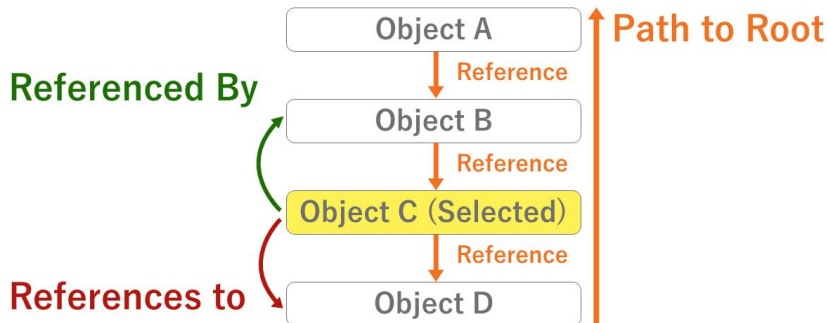 Object A
Path to Root
Reference
Referenced By
Object B
Reference
Object C (Selected)
Reference
References to
Object D